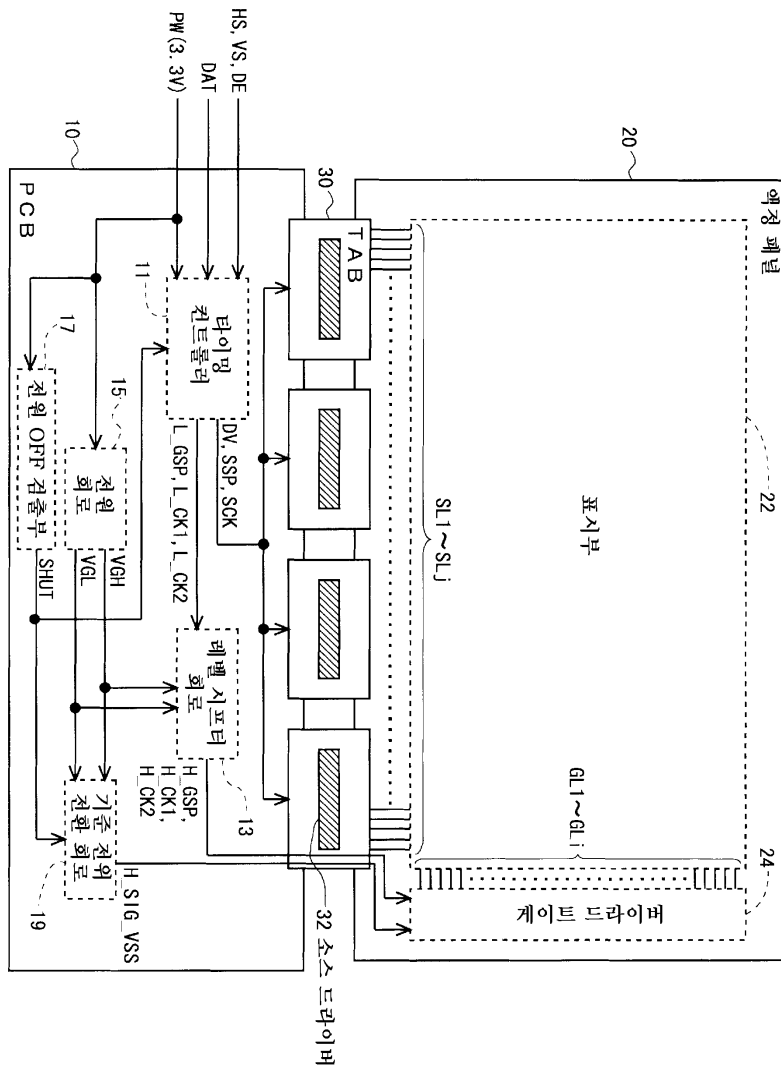 20
액정 패널
22
표시부
24
GL1~GLi
게이트 드라이버
SL1~SLj
30
TAB
32 소스 드라이버
10
PCB
HS, VS, DE
DAT
PW(3.3V)
11
타이밍
컨트롤러
DV, SSP, SCK
L_GSP, L_CK1, L_CK2
레벨 시프터
회로
13
H_GSP,
H_CK1,
H_CK2
15
전원
회로
VGH
VGL
17
전원 OFF 검출부
SHUT
기준 전위
전환 회로
19
H_SIG_VSS